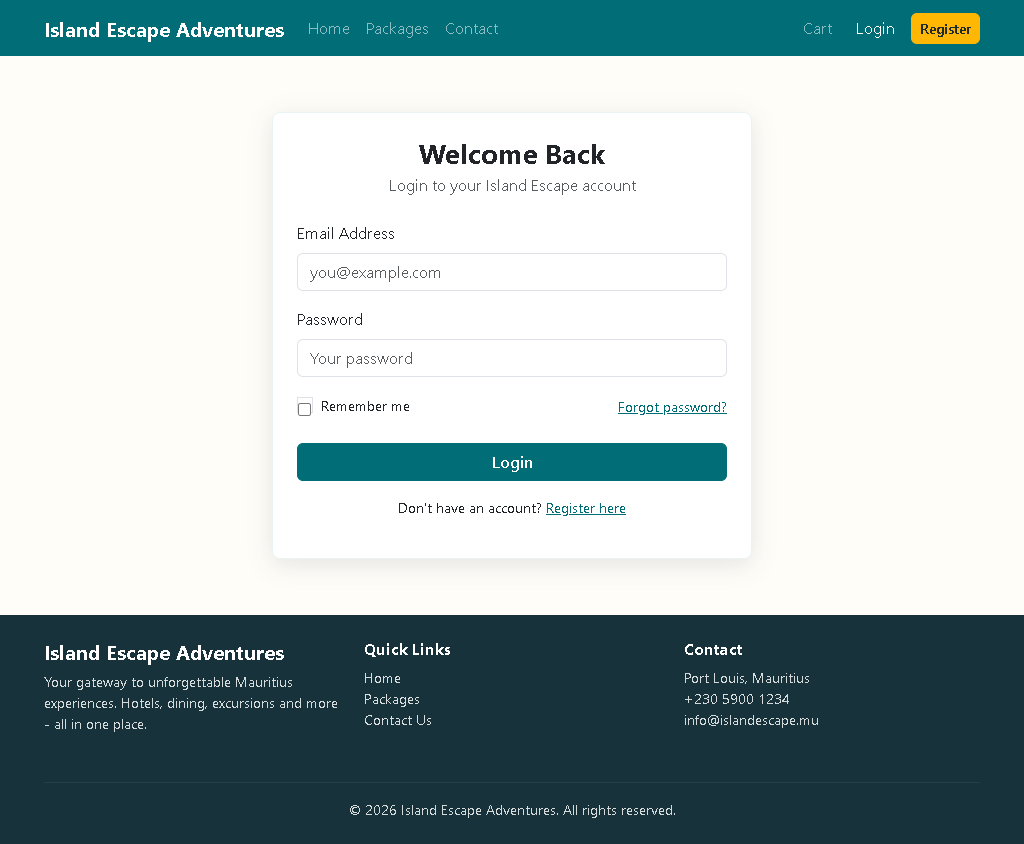 Island Escape Adventures
Home
Packages
Contact
Cart
Login
Register
Welcome Back
Login to your Island Escape account
Email Address
you@example.com
Password
Your password
Remember me
Forgot password?
Login
Don't have an account? Register here
Island Escape Adventures
Your gateway to unforgettable Mauritius
experiences. Hotels, dining, excursions and more
- all in one place.
Quick Links
Home
Packages
Contact Us
Contact
Port Louis, Mauritius
+230 5900 1234
info@islandescape.mu
© 2026 Island Escape Adventures. All rights reserved.